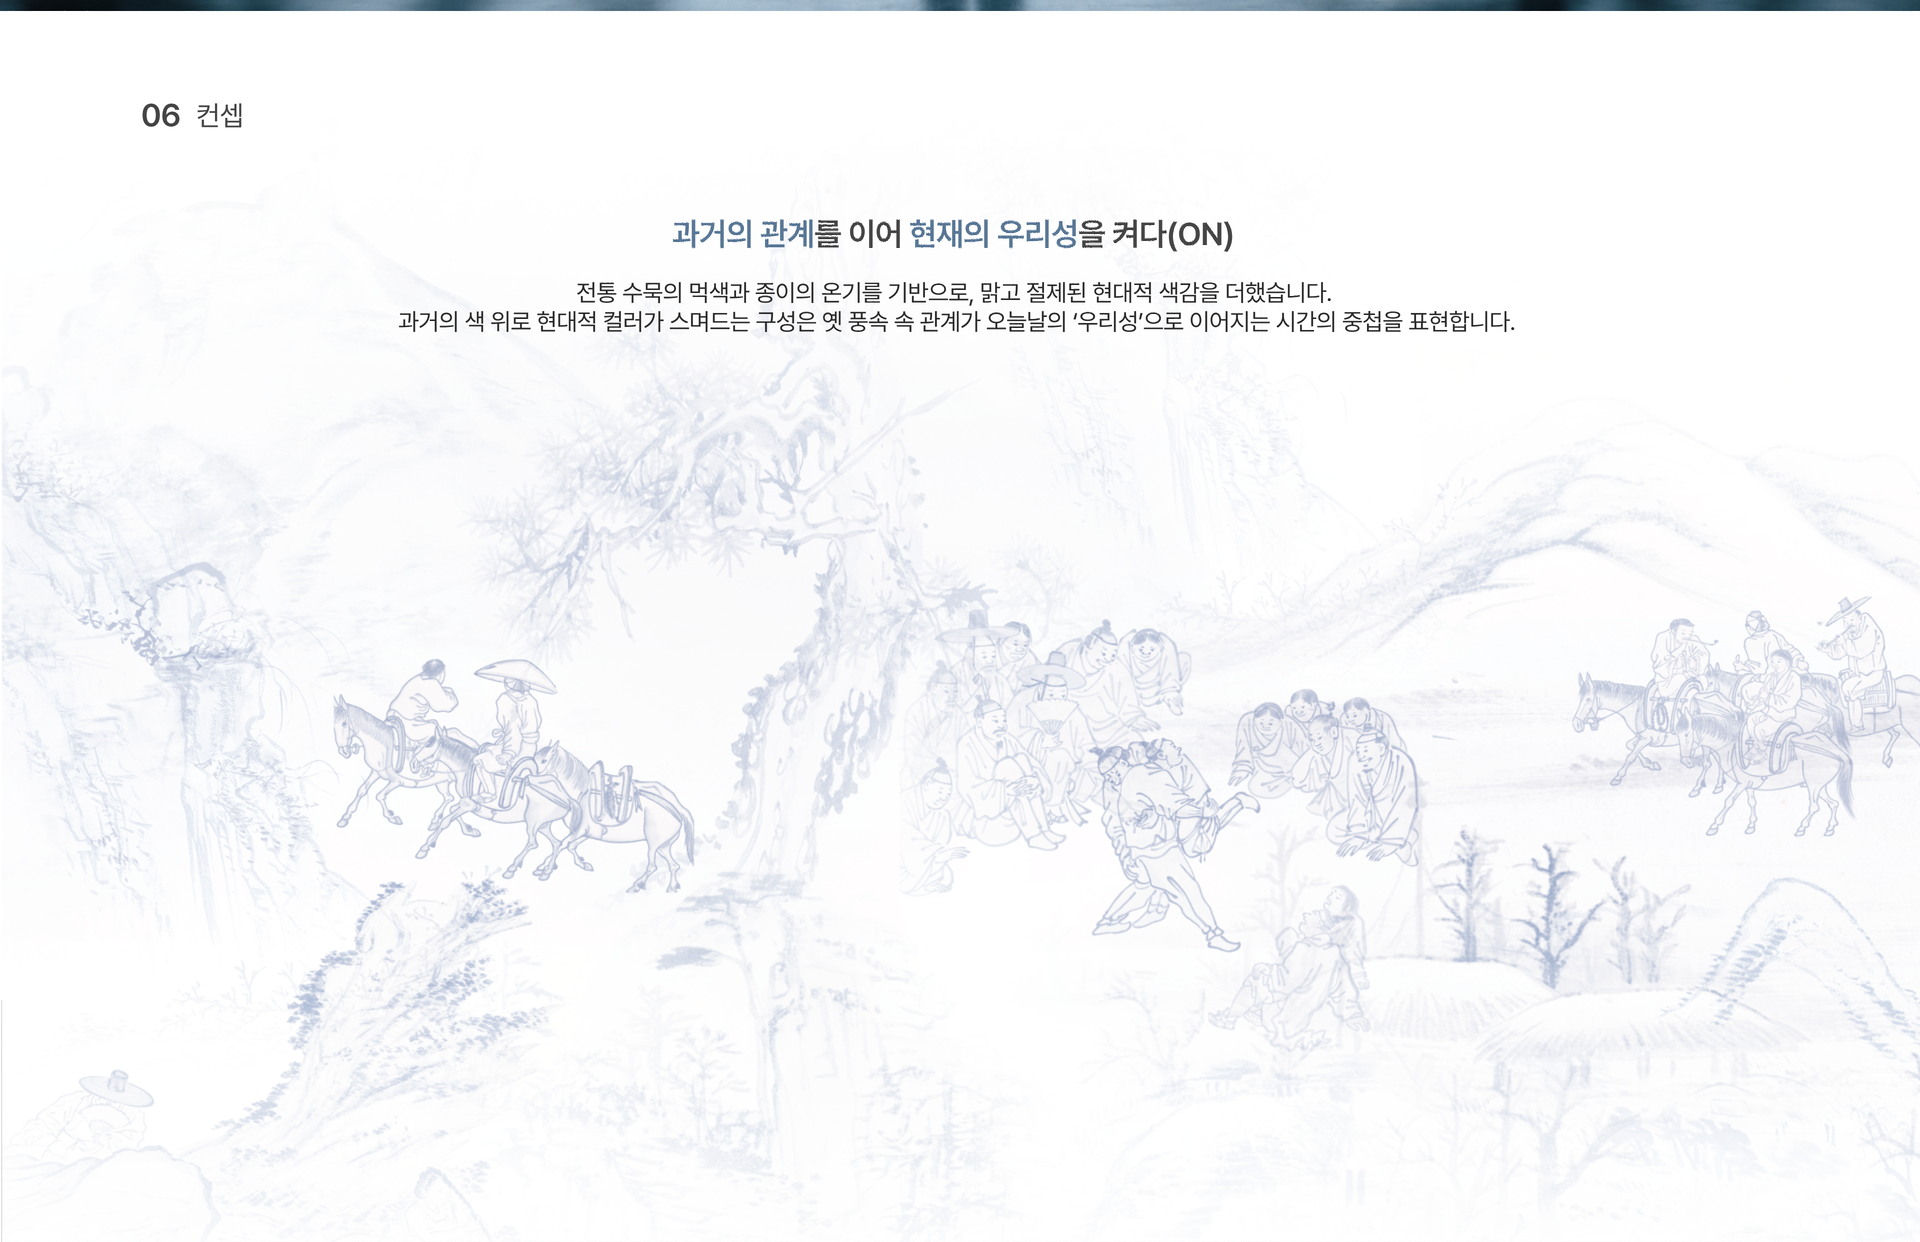 06 컨셉
과거의 관계를 이어 현재의 우리성을 켜다(ON)
전통 수묵의 먹색과 종이의 온기를 기반으로, 맑고 절제된 현대적 색감을 더했습니다.
과거의 색 위로 현대적 컬러가 스며드는 구성은 옛 풍속 속 관계가 오늘날의 ‘우리성’으로 이어지는 시간의 중첩을 표현합니다.